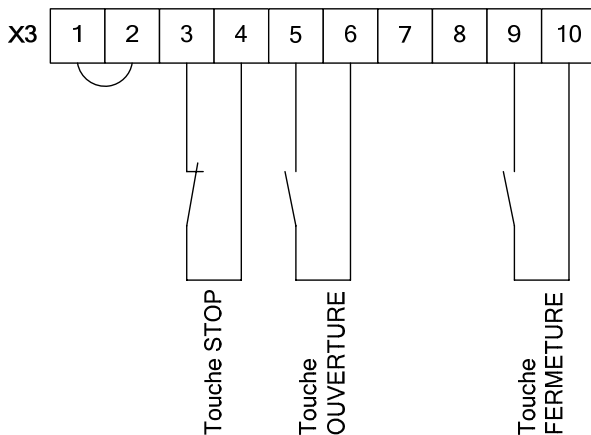 X3 1 2 3 4 5 6 7 8 9 10
Touche STOP
Touche
OUVERTURE
Touche
FERMETURE